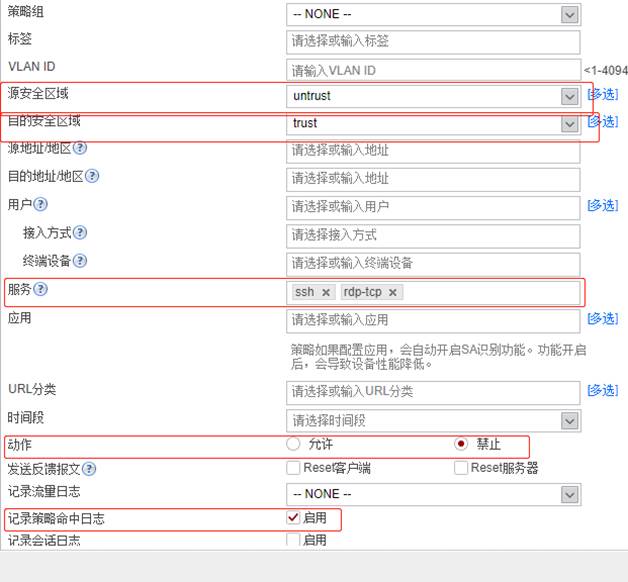 策略组 -- NONE --
标签 请选择或输入标签
VLAN ID 请输入VLAN ID <1-4094
源安全区域 untrust [多选]
目的安全区域 trust [多选]
源地址/地区 请选择或输入地址
目的地址/地区 请选择或输入地址
用户 请选择或输入用户 [多选]
接入方式 请选择接入方式
终端设备 请选择或输入终端设备
服务 ssh × rdp-tcp ×
应用 请选择或输入应用 [多选]
策略如果配置应用，会自动开启SA识别功能。功能开启
后，会导致设备性能降低。
URL分类 请选择或输入URL分类 [多选]
时间段 请选择时间段
动作 允许 禁止
发送反馈报文 Reset客户端 Reset服务器
记录流量日志 -- NONE --
记录策略命中日志 启用
记录会话日志 启用